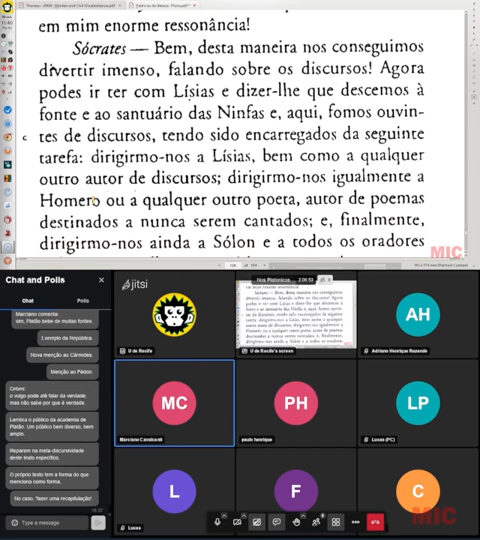 em mim enorme ressonância!
Sócrates — Bem, desta maneira nos conseguimos
divertir imenso, falando sobre os discursos! Agora
podes ir ter com Lísias e dizer-lhe que descemos à
fonte e ao santuário das Ninfas e, aqui, fomos ouvin-
tes de discursos, tendo sido encarregados da seguinte
tarefa: dirigirmo-nos a Lísias, bem como a qualquer
outro autor de discursos; dirigirmo-nos igualmente a
Homero ou a qualquer outro poeta, autor de poemas
destinados a nunca serem cantados; e, finalmente,
dirigirmo-nos ainda a Sólon e a todos os oradores
c
MIC
Chat and Polls
Chat
Polls
Marciano comenta:
sim, Platão bebe de muitas fontes.
Exemplo da República.
Nova menção ao Cármides.
Menção ao Fédon.
o vulgo pode até falar da verdade;
mas não sabe por que é verdade.
Lembra o público da academia de
Platão. Um público bem diverso, bem
amplo.
Reparem na meta-discursividade
deste texto específico.
O próprio texto tem a forma do que
menciona como forma.
No caso, "fazer uma recapitulação".
Type a message
jitsi
U do Recife
U do Recife's screen
AH
Adriano Henrique Rezende
MC
Marciano Cavalcanti
PH
paulo henrique
LP
Lucas (PC)
L
Lucas
F
C
MIC